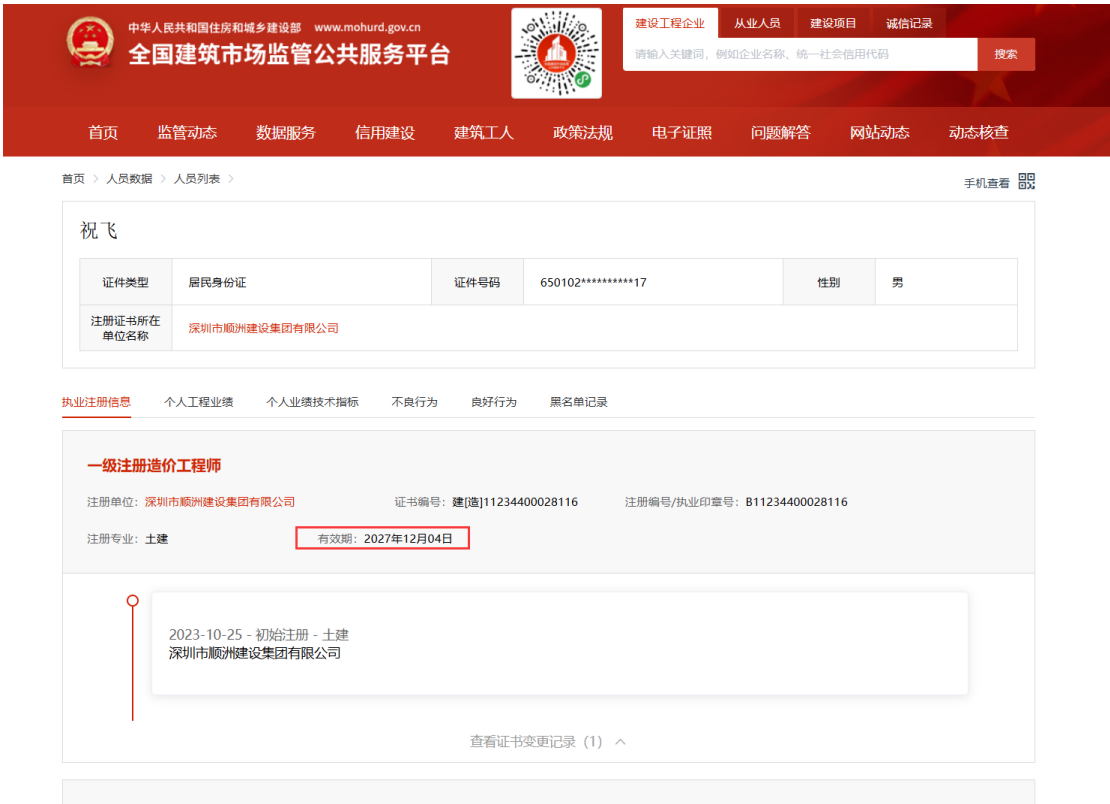 中华人民共和国住房和城乡建设部 www.mohurd.gov.cn
全国建筑市场监管公共服务平台
建设工程企业 从业人员 建设项目 诚信记录
请输入关键词，例如企业名称、统一社会信用代码 搜索
首页 监管动态 数据服务 信用建设 建筑工人 政策法规 电子证照 问题解答 网站动态 动态核查
首页 > 人员数据 > 人员列表 >
手机查看
祝飞
证件类型 居民身份证 证件号码 650102**********17 性别 男
注册证书所在
单位名称
深圳市顺洲建设集团有限公司
执业注册信息 个人工程业绩 个人业绩技术指标 不良行为 良好行为 黑名单记录
一级注册造价工程师
注册单位：深圳市顺洲建设集团有限公司 证书编号：建[造]11234400028116 注册编号/执业印章号：B11234400028116
注册专业：土建 有效期：2027年12月04日
2023-10-25 - 初始注册 - 土建
深圳市顺洲建设集团有限公司
查看证书变更记录（1）